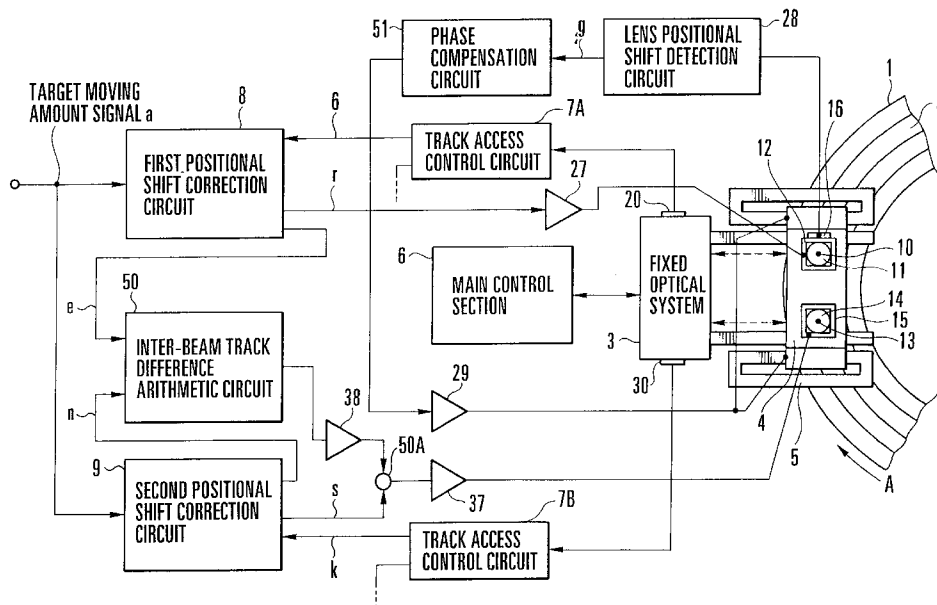 51
PHASE
COMPENSATION
CIRCUIT
g
LENS POSITIONAL
SHIFT DETECTION
CIRCUIT
28
1
TARGET MOVING
AMOUNT SIGNAL a
8
FIRST POSITIONAL
SHIFT CORRECTION
CIRCUIT
6
r
7A
TRACK ACCESS
CONTROL CIRCUIT
27
12
16
20
10
11
6
MAIN CONTROL
SECTION
FIXED
OPTICAL
SYSTEM
3
30
14
15
13
e
50
INTER-BEAM TRACK
DIFFERENCE
ARITHMETIC CIRCUIT
n
38
50A
29
4
5
A
9
SECOND POSITIONAL
SHIFT CORRECTION
CIRCUIT
s
k
37
7B
TRACK ACCESS
CONTROL CIRCUIT